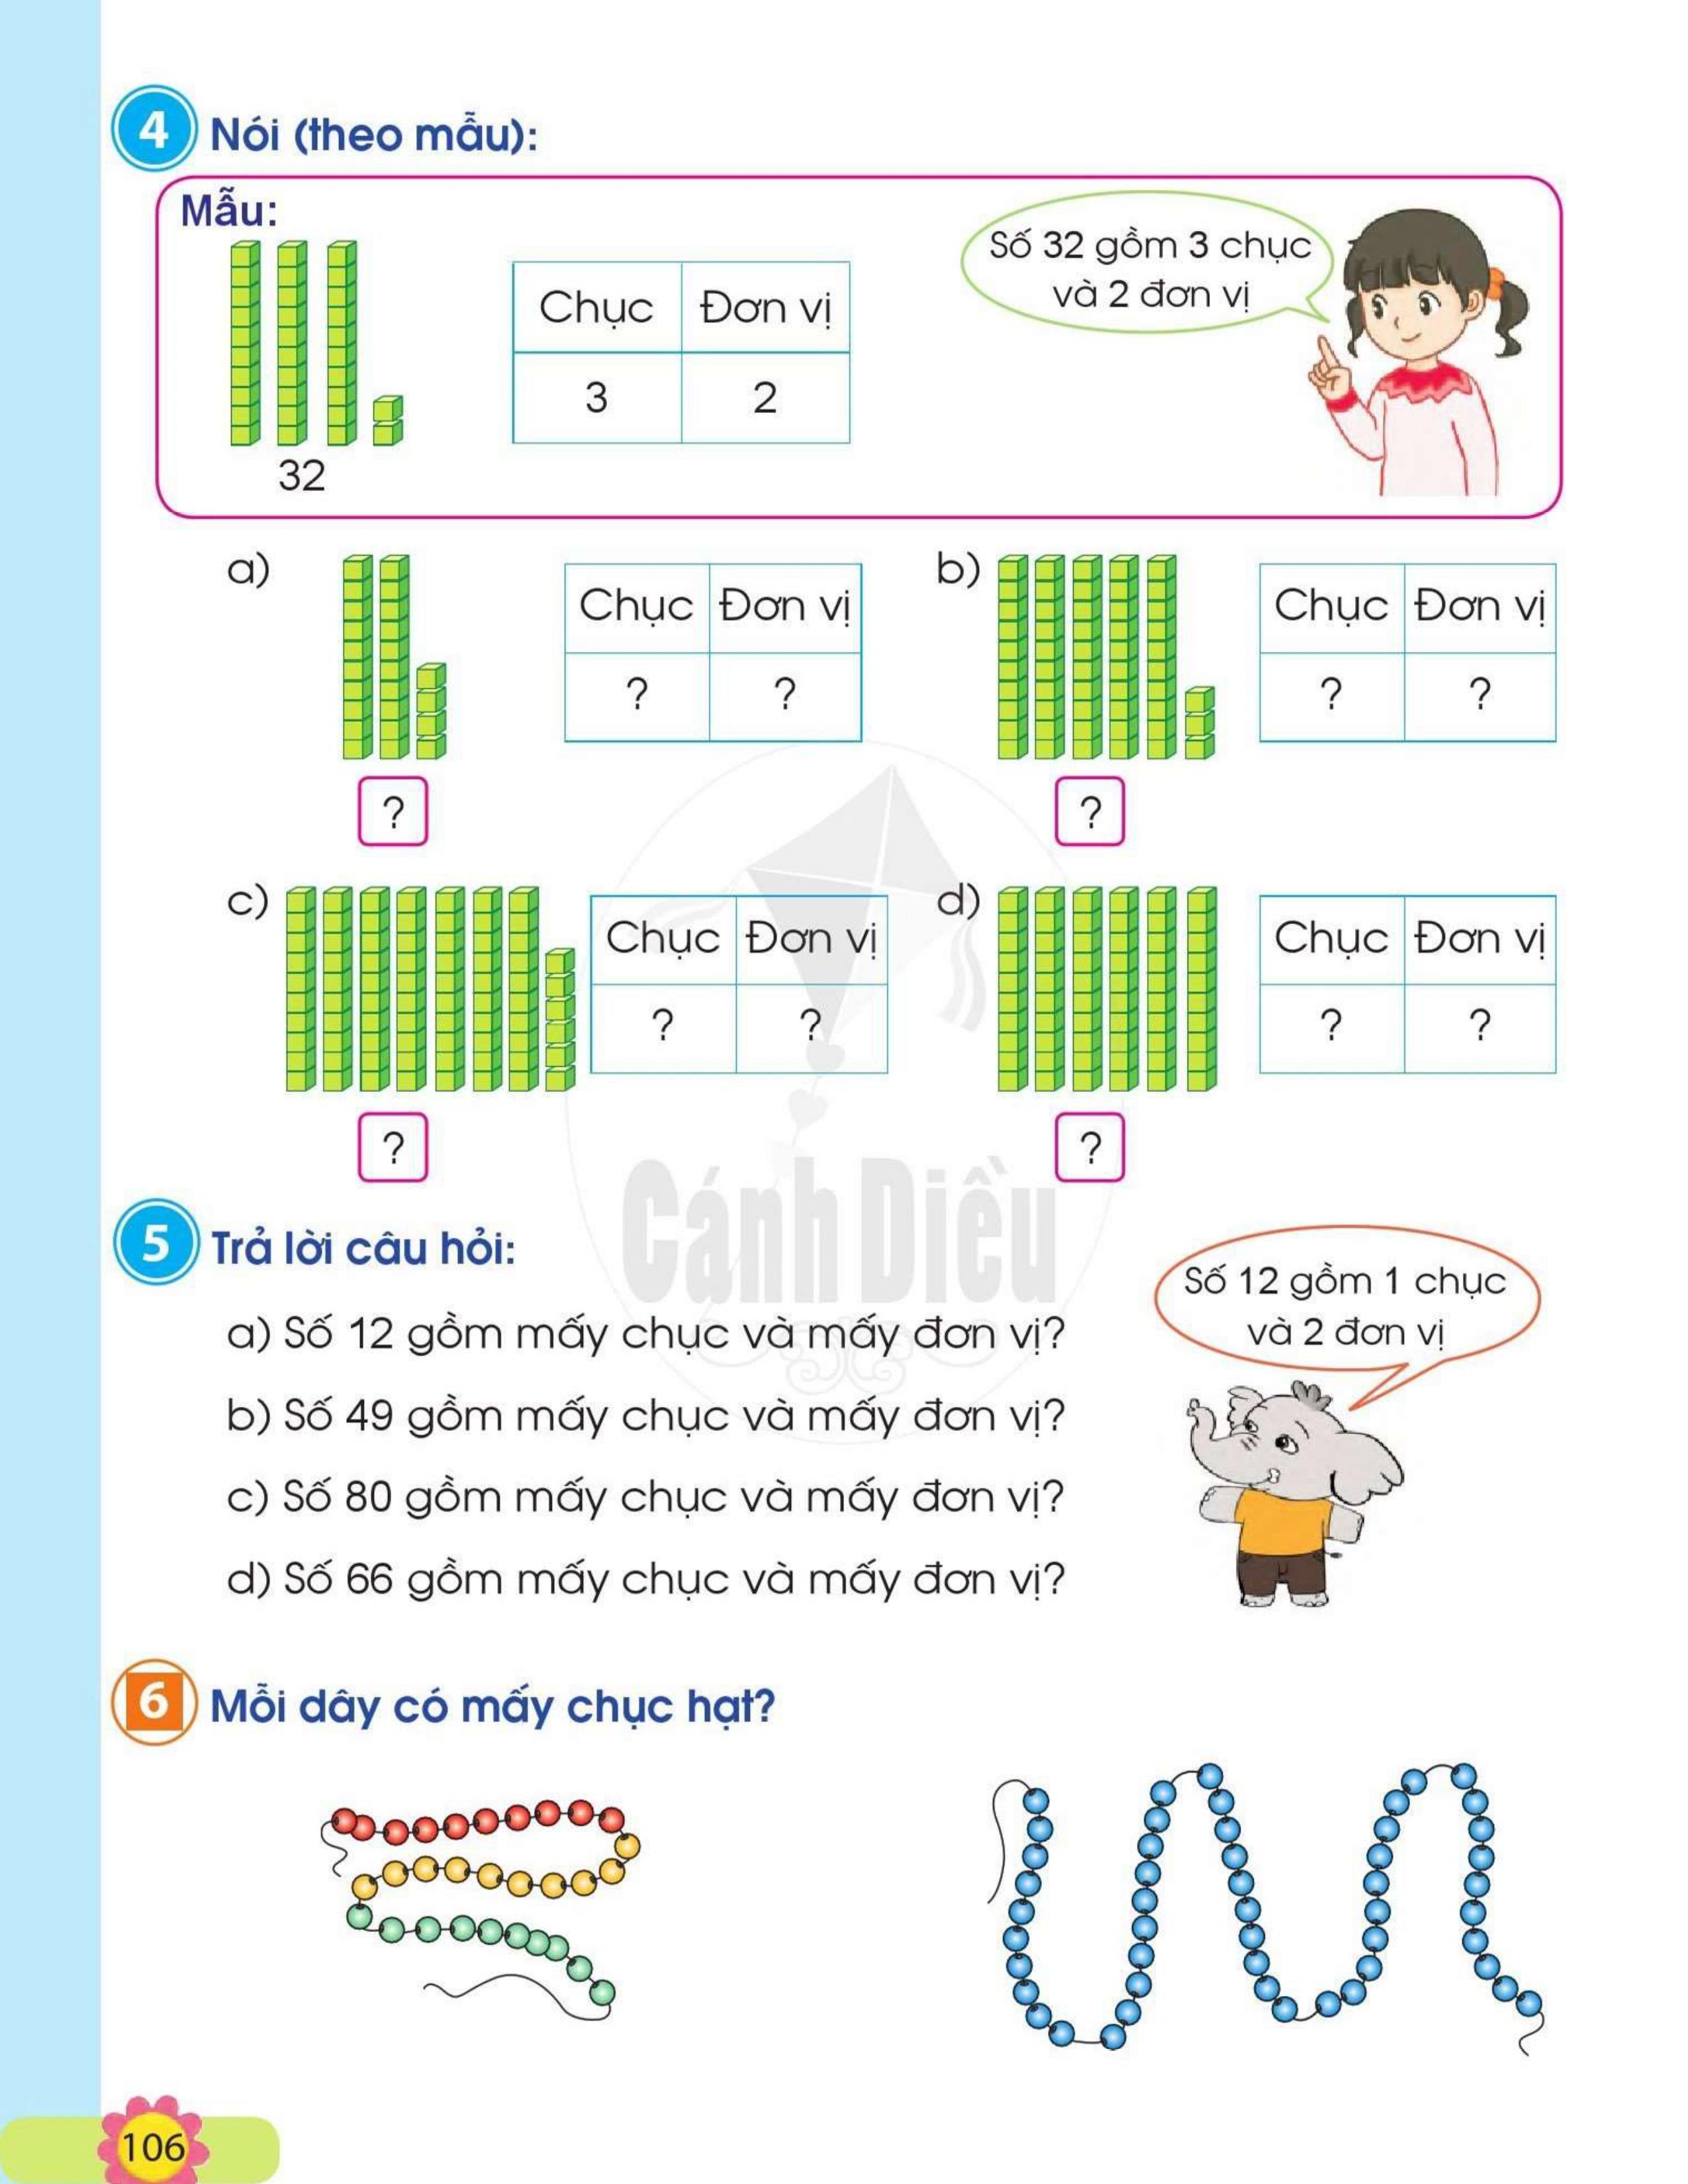 4 Nói (theo mẫu):
Mẫu:
Số 32 gồm 3 chục
và 2 đơn vị
Chục Đơn vị
3 2
32
a)
Chục Đơn vị
? ?
?
b)
Chục Đơn vị
? ?
?
c)
Chục Đơn vị
? ?
?
d)
Chục Đơn vị
? ?
?
Cánh Diều
5 Trả lời câu hỏi:
Số 12 gồm 1 chục
và 2 đơn vị
a) Số 12 gồm mấy chục và mấy đơn vị?
b) Số 49 gồm mấy chục và mấy đơn vị?
c) Số 80 gồm mấy chục và mấy đơn vị?
d) Số 66 gồm mấy chục và mấy đơn vị?
6 Mỗi dây có mấy chục hạt?
106